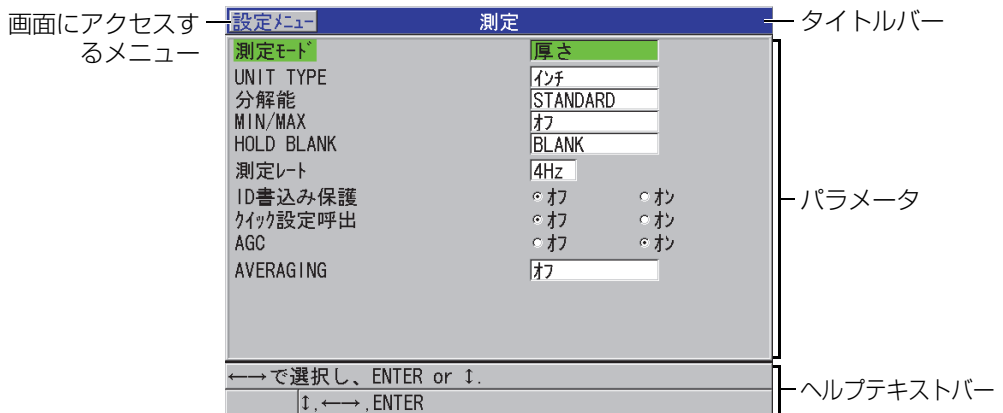 画面にアクセスす
るメニュー
設定ﾒﾆｭｰ 測定
タイトルバー
測定ﾓｰﾄﾞ 厚さ
UNIT TYPE ｲﾝﾁ
分解能 STANDARD
MIN/MAX ｵﾌ
HOLD BLANK BLANK
測定ﾚｰﾄ 4Hz
ID書込み保護 ｵﾌ ｵﾝ
ｸｲｯｸ設定呼出 ｵﾌ ｵﾝ
AGC ｵﾌ ｵﾝ
AVERAGING ｵﾌ
パラメータ
←→で選択し、ENTER or ↕.
↕,←→,ENTER
ヘルプテキストバー